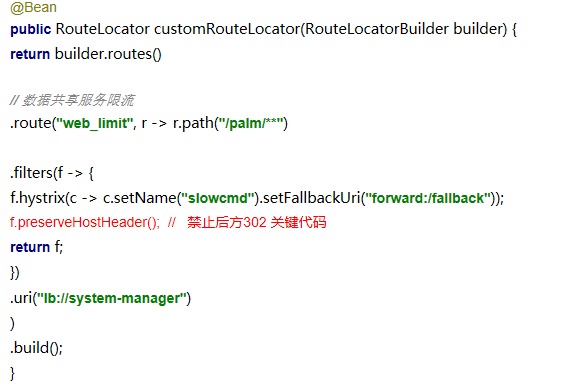 @Bean
public RouteLocator customRouteLocator(RouteLocatorBuilder builder) {
return builder.routes()
// 数据共享服务限流
.route("web_limit", r -> r.path("/palm/**")
.filters(f -> {
f.hystrix(c -> c.setName("slowcmd").setFallbackUri("forward:/fallback"));
f.preserveHostHeader(); // 禁止后方302 关键代码
return f;
})
.uri("lb://system-manager")
)
.build();
}